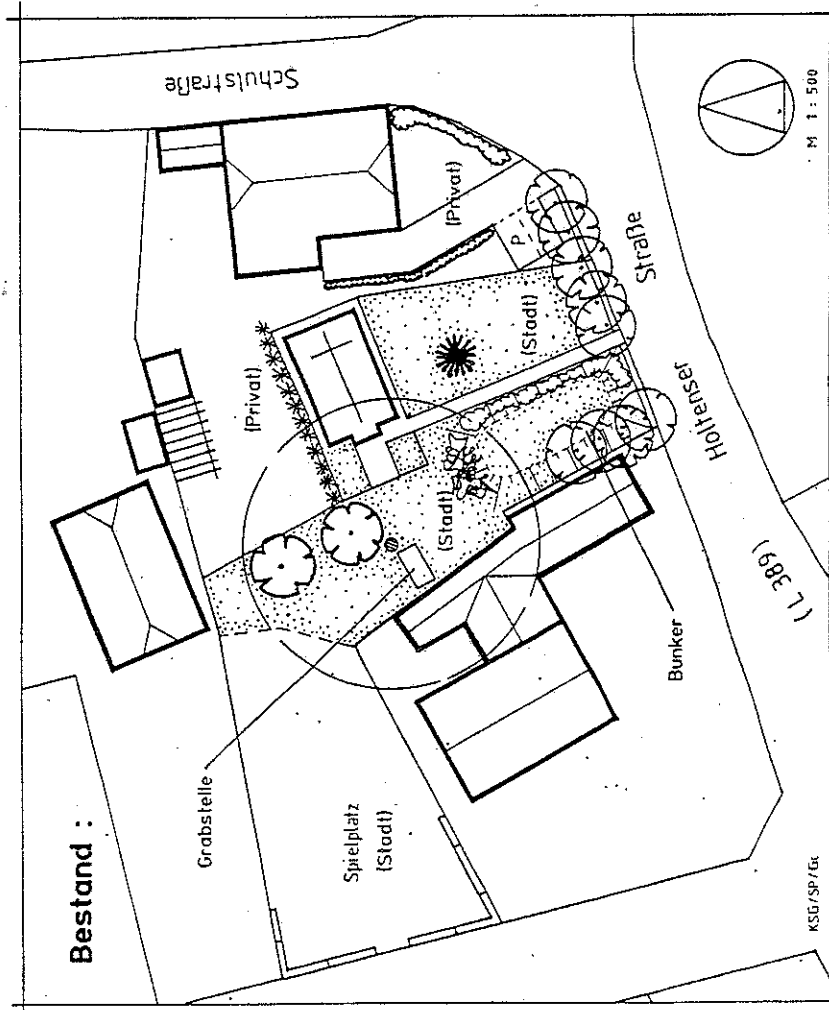 Bestand :
Schulstraße
(Privat)
P
(Privat)
(Stadt)
Straße
Holtenser
(Stadt)
(L 389)
Grabstelle
Spielplatz
(Stadt)
Bunker
M 1 : 500
KSG/SP/Gc